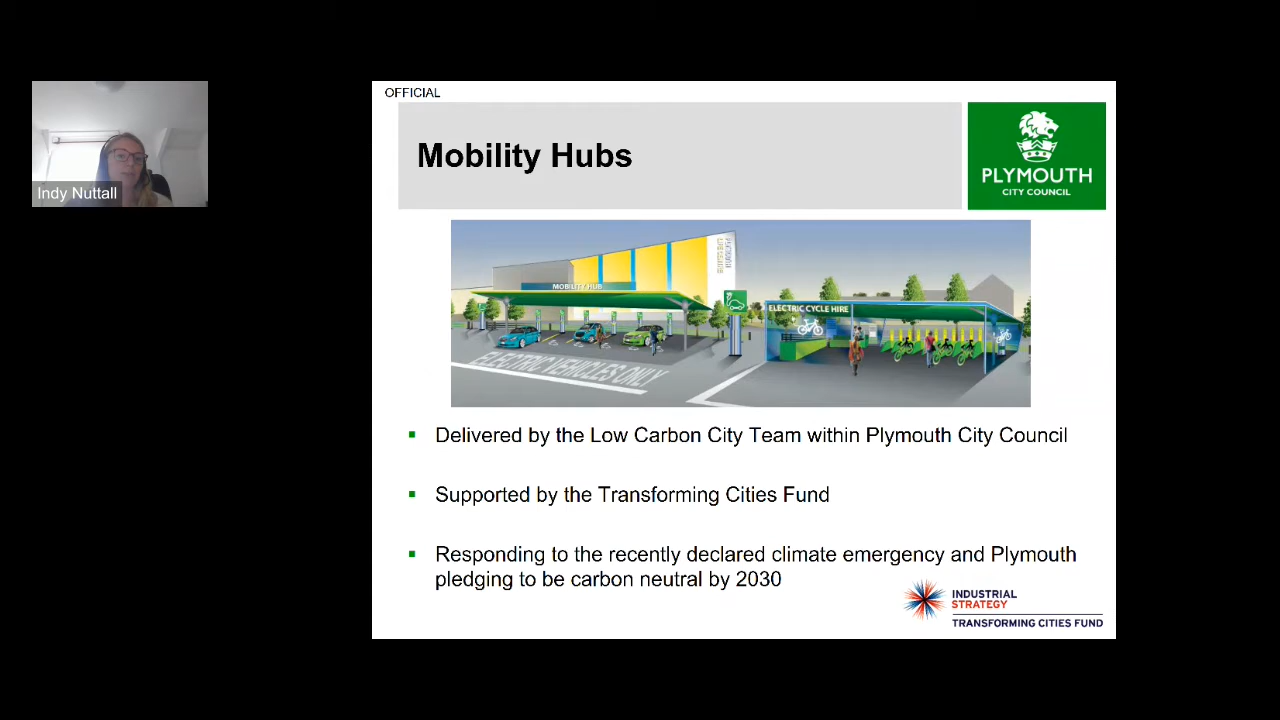 OFFICIAL
Mobility Hubs
PLYMOUTH
CITY COUNCIL
Indy Nuttall
MOBILITY HUB
ELECTRIC CYCLE HIRE
ELECTRIC VEHICLES ONLY
Delivered by the Low Carbon City Team within Plymouth City Council
Supported by the Transforming Cities Fund
Responding to the recently declared climate emergency and Plymouth
pledging to be carbon neutral by 2030
INDUSTRIAL
STRATEGY
TRANSFORMING CITIES FUND